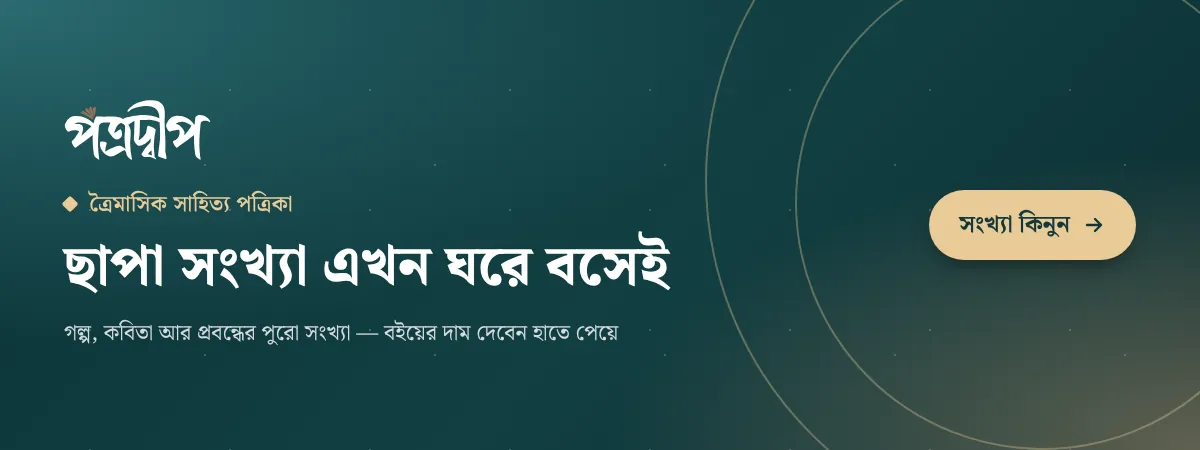 পত্রদ্বীপ
ত্রৈমাসিক সাহিত্য পত্রিকা
ছাপা সংখ্যা এখন ঘরে বসেই
গল্প, কবিতা আর প্রবন্ধের পুরো সংখ্যা — বইয়ের দাম দেবেন হাতে পেয়ে
সংখ্যা কিনুন →